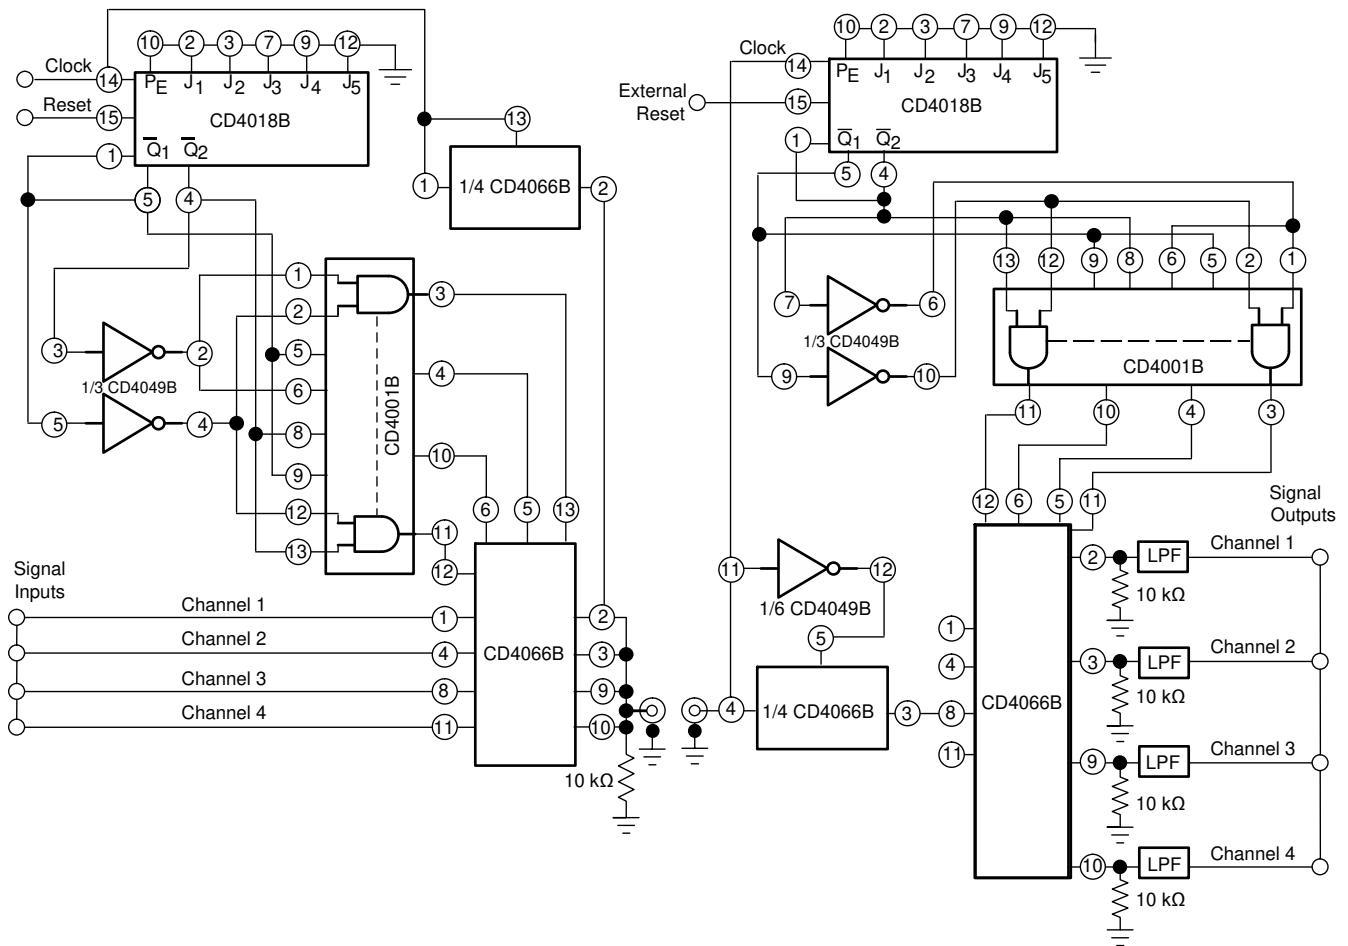 10 2 3 7 9 12
Clock 14 PE J1 J2 J3 J4 J5
Reset 15 CD4018B
1 Q1 Q2
5 4
13
1 1/4 CD4066B 2
3 2
1/3 CD4049B
5 4
1
2
5
6
8
9
12
13
CD4001B
3
4
10
11
6 5 13
12
Signal
Inputs
Channel 1 1
Channel 2 4
Channel 3 8
Channel 4 11
CD4066B
2
3
9
10
10 kΩ
10 2 3 7 9 12
Clock 14 PE J1 J2 J3 J4 J5
External
Reset 15 CD4018B
1 Q1 Q2
5 4
13 12 9 8 6 5 2 1
7 6
1/3 CD4049B
9 10
CD4001B
11 10 4 3
12 6 5 11
11 12
1/6 CD4049B
5
4 1/4 CD4066B 3
1
4
8
11
CD4066B
Signal
Outputs
2 LPF Channel 1
10 kΩ
3 LPF Channel 2
10 kΩ
9 LPF Channel 3
10 kΩ
10 LPF Channel 4
10 kΩ